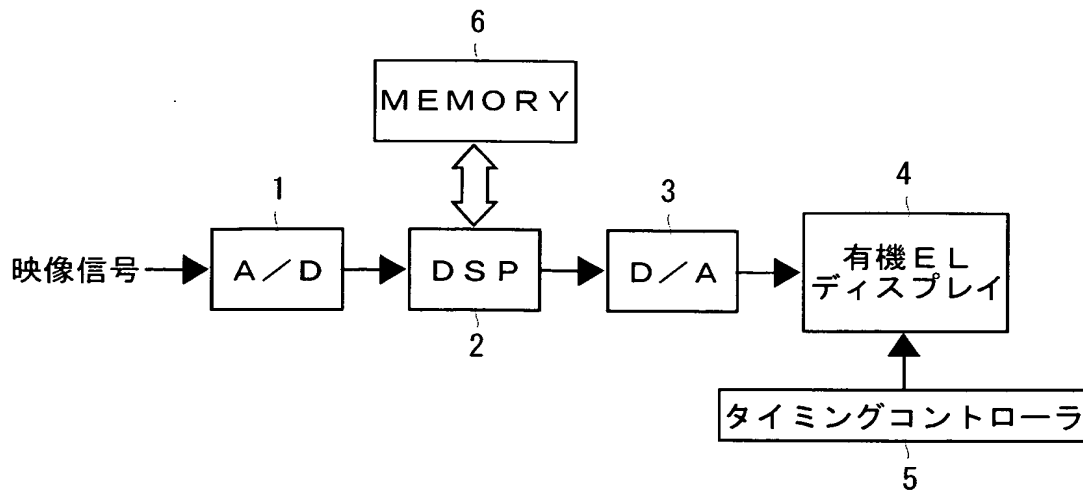 6
MEMORY
1
3
4
映像信号
A/D
DSP
D/A
有機EL
ディスプレイ
2
タイミングコントローラ
5